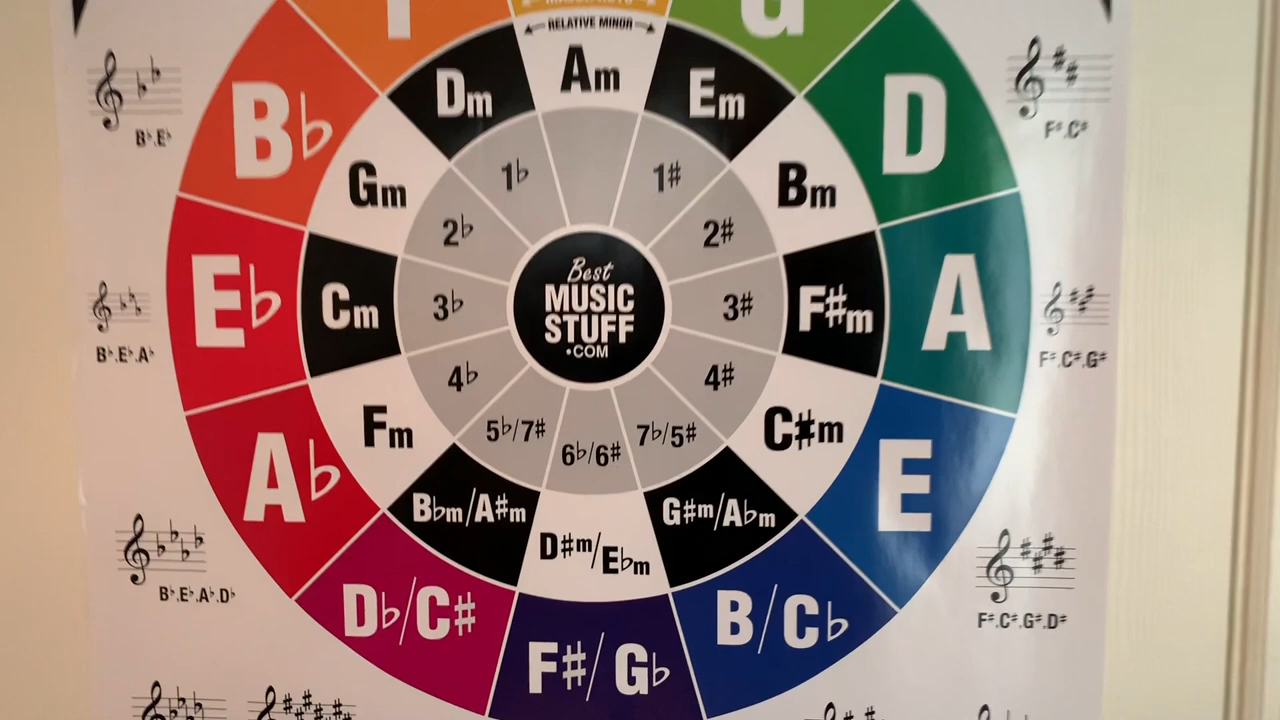 RELATIVE MINOR
G
Am
Dm
Em
B♭
D
B♭.E♭
F#.C#
Gm
Bm
1♭
1#
2♭
2#
E♭
A
Cm
F#m
3♭
3#
Best
MUSIC
STUFF
.COM
B♭.E♭.A♭
F#.C#.G#
4♭
4#
Fm
C#m
5♭/7#
6♭/6#
7♭/5#
A♭
E
B♭m/A#m
D#m/E♭m
G#m/A♭m
B♭.E♭.A♭.D♭
F#.C#.G#.D#
D♭/C#
F#/G♭
B/C♭